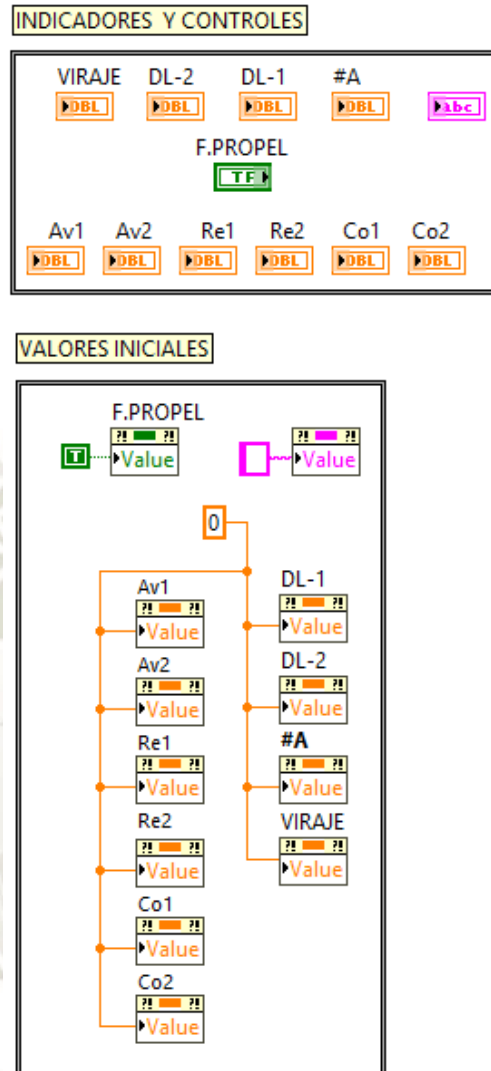 INDICADORES Y CONTROLES
VIRAJE DL-2 DL-1 #A
DBL DBL DBL DBL abc
F.PROPEL
TF
Av1 Av2 Re1 Re2 Co1 Co2
DBL DBL DBL DBL DBL DBL
VALORES INICIALES
F.PROPEL
?! ?! ?! ?!
T Value Value
0
Av1 DL-1
?! ?! ?! ?!
Value Value
Av2 DL-2
?! ?! ?! ?!
Value Value
Re1 #A
?! ?! ?! ?!
Value Value
Re2 VIRAJE
?! ?! ?! ?!
Value Value
Co1
?! ?!
Value
Co2
?! ?!
Value